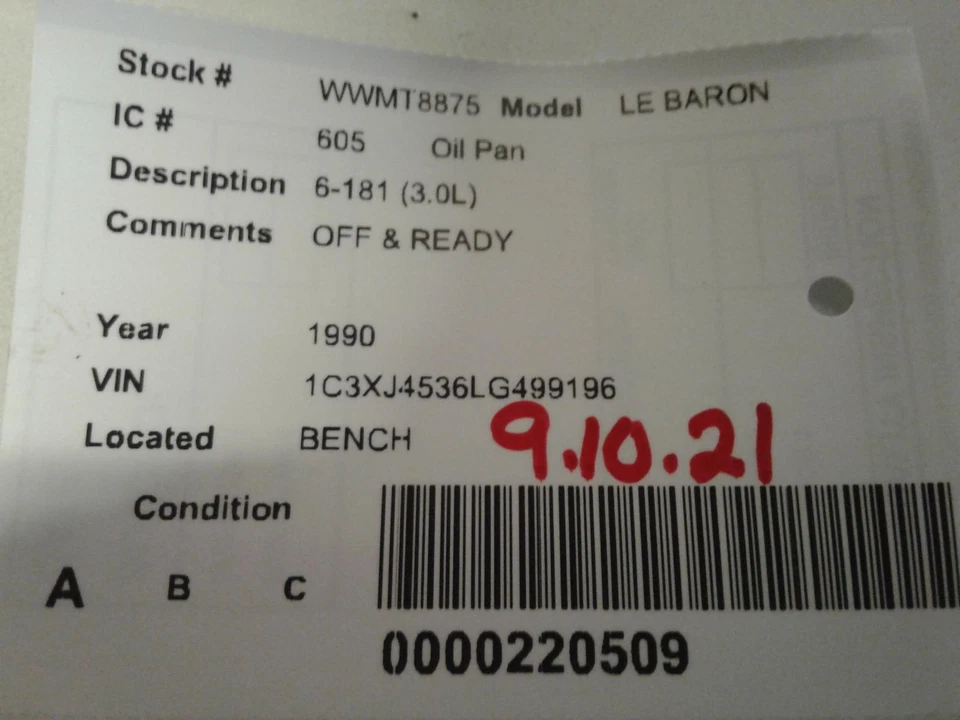 Stock # WWMT8875 Model LE BARON
IC # 605 Oil Pan
Description 6-181 (3.0L)
Comments OFF & READY
Year 1990
VIN 1C3XJ4536LG499196
Located BENCH 9.10.21
Condition
A B C
0000220509